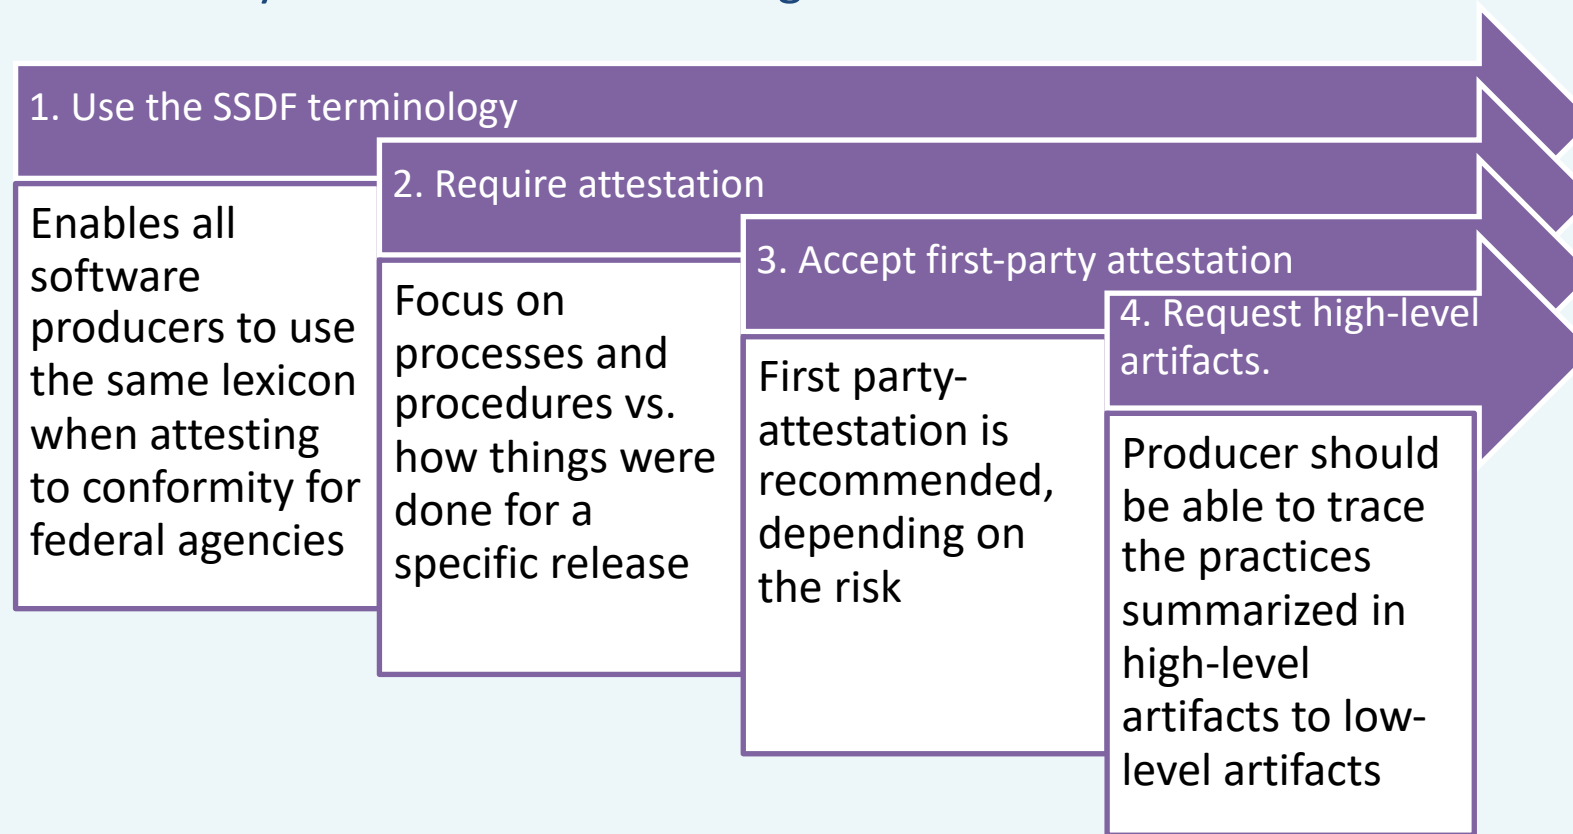 1. Use the SSDF terminology
Enables all
software
producers to use
the same lexicon
when attesting
to conformity for
federal agencies
2. Require attestation
Focus on
processes and
procedures vs.
how things were
done for a
specific release
3. Accept first-party attestation
First party-
attestation is
recommended,
depending on
the risk
4. Request high-level
artifacts.
Producer should
be able to trace
the practices
summarized in
high-level
artifacts to low-
level artifacts